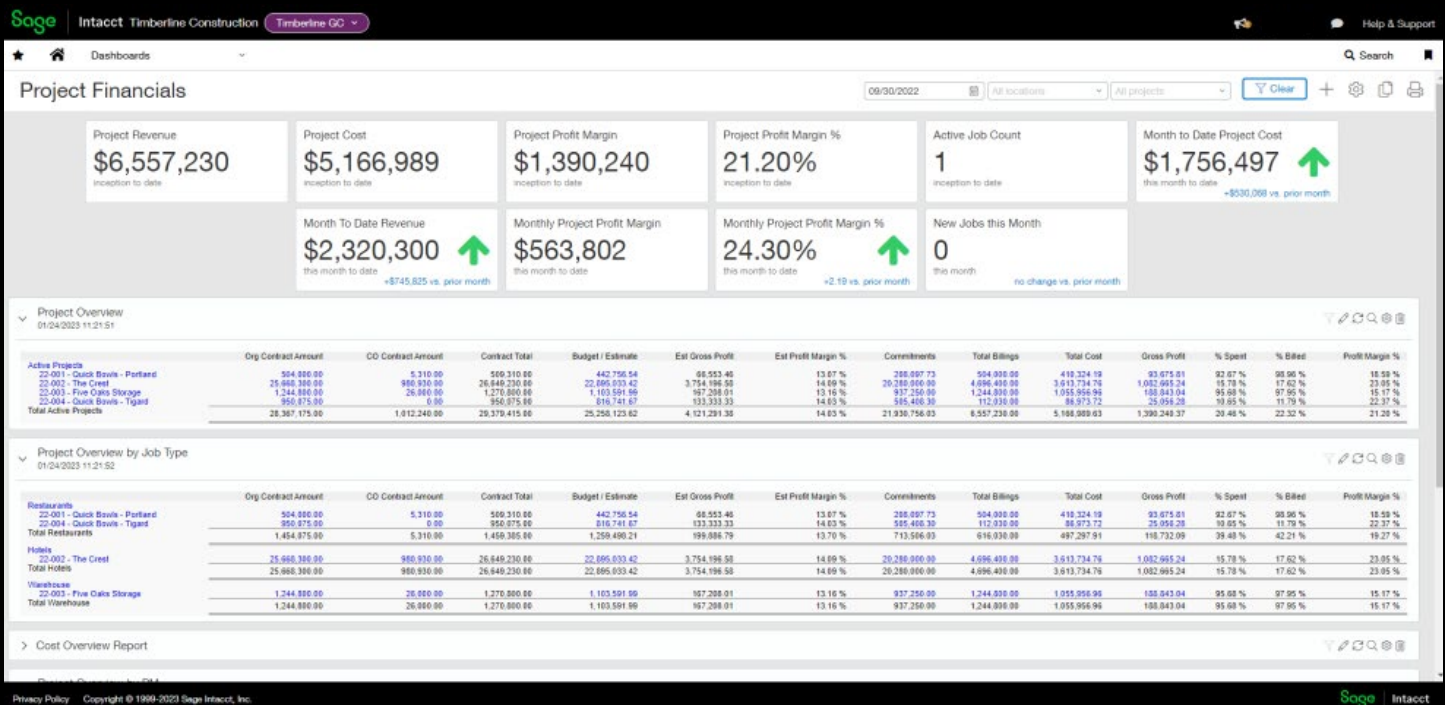 Sage Intacct Timberline Construction Timberline GC Help & Support
Dashboards Search
Project Financials 09/30/2022 All locations All projects Clear
Project Revenue Project Cost Project Profit Margin Project Profit Margin % Active Job Count Month to Date Project Cost
$6,557,230 $5,166,989 $1,390,240 21.20% 1 $1,756,497
inception to date inception to date inception to date inception to date inception to date this month to date
+$530,068 vs. prior month
Month To Date Revenue Monthly Project Profit Margin Monthly Project Profit Margin % New Jobs this Month
$2,320,300 $563,802 24.30% 0
this month to date this month to date this month to date this month
+$745,825 vs. prior month +2.19 vs. prior month no change vs. prior month
Project Overview
01/24/2023 11:21:51
Org Contract Amount CO Contract Amount Contract Total Budget / Estimate Est Gross Profit Est Profit Margin % Commitments Total Billings Total Cost Gross Profit % Spent % Billed Profit Margin %
Active Projects
22-001 - Quick Bowls - Portland 504,000.00 5,310.00 509,310.00 442,756.54 66,553.46 13.07 % 288,097.73 504,000.00 410,324.19 93,675.81 92.67 % 98.96 % 18.59 %
22-002 - The Crest 25,668,300.00 980,930.00 26,649,230.00 22,895,033.42 3,754,196.58 14.09 % 20,280,000.00 4,696,400.00 3,613,734.76 1,082,665.24 15.78 % 17.62 % 23.05 %
22-003 - Five Oaks Storage 1,244,800.00 26,000.00 1,270,800.00 1,103,591.99 167,208.01 13.16 % 937,250.00 1,244,800.00 1,055,956.96 188,843.04 95.68 % 97.95 % 15.17 %
22-004 - Quick Bowls - Tigard 950,075.00 0.00 950,075.00 816,741.67 133,333.33 14.03 % 86,973.72 25,056.28 10.65 % 11.79 % 22.37 %
Total Active Projects 28,367,175.00 1,012,240.00 29,379,415.00 25,258,123.62 4,121,291.38 14.03 % 21,930,756.03 6,557,230.00 5,166,989.63 1,390,240.37 20.46 % 22.32 % 21.20 %
Project Overview by Job Type
01/24/2023 11:21:52
Org Contract Amount CO Contract Amount Contract Total Budget / Estimate Est Gross Profit Est Profit Margin % Commitments Total Billings Total Cost Gross Profit % Spent % Billed Profit Margin %
Restaurants
22-001 - Quick Bowls - Portland 504,000.00 5,310.00 509,310.00 442,756.54 66,553.46 13.07 % 288,097.73 504,000.00 410,324.19 93,675.81 92.67 % 98.96 % 18.59 %
22-004 - Quick Bowls - Tigard 950,075.00 0.00 950,075.00 816,741.67 133,333.33 14.03 % 86,973.72 25,056.28 10.65 % 11.79 % 22.37 %
Total Restaurants 5,310.00 1,459,385.00 1,259,498.21 199,886.79 13.70 % 713,506.03 616,030.00 497,297.91 118,732.09 39.48 % 42.21 % 19.27 %
Hotels
22-002 - The Crest 25,668,300.00 980,930.00 26,649,230.00 22,895,033.42 3,754,196.58 14.09 % 20,280,000.00 4,696,400.00 3,613,734.76 1,082,665.24 15.78 % 17.62 % 23.05 %
Total Hotels 25,668,300.00 980,930.00 26,649,230.00 22,895,033.42 3,754,196.58 14.09 % 20,280,000.00 4,696,400.00 3,613,734.76 1,082,665.24 15.78 % 17.62 % 23.05 %
Warehouse
22-003 - Five Oaks Storage 1,244,800.00 26,000.00 1,270,800.00 1,103,591.99 167,208.01 13.16 % 937,250.00 1,244,800.00 1,055,956.96 188,843.04 95.68 % 97.95 % 15.17 %
Total Warehouse 1,244,800.00 26,000.00 1,270,800.00 1,103,591.99 167,208.01 13.16 % 937,250.00 1,244,800.00 1,055,956.96 188,843.04 95.68 % 97.95 % 15.17 %
Cost Overview Report
Privacy Policy Copyright © 1999-2023 Sage Intacct, Inc. Sage Intacct